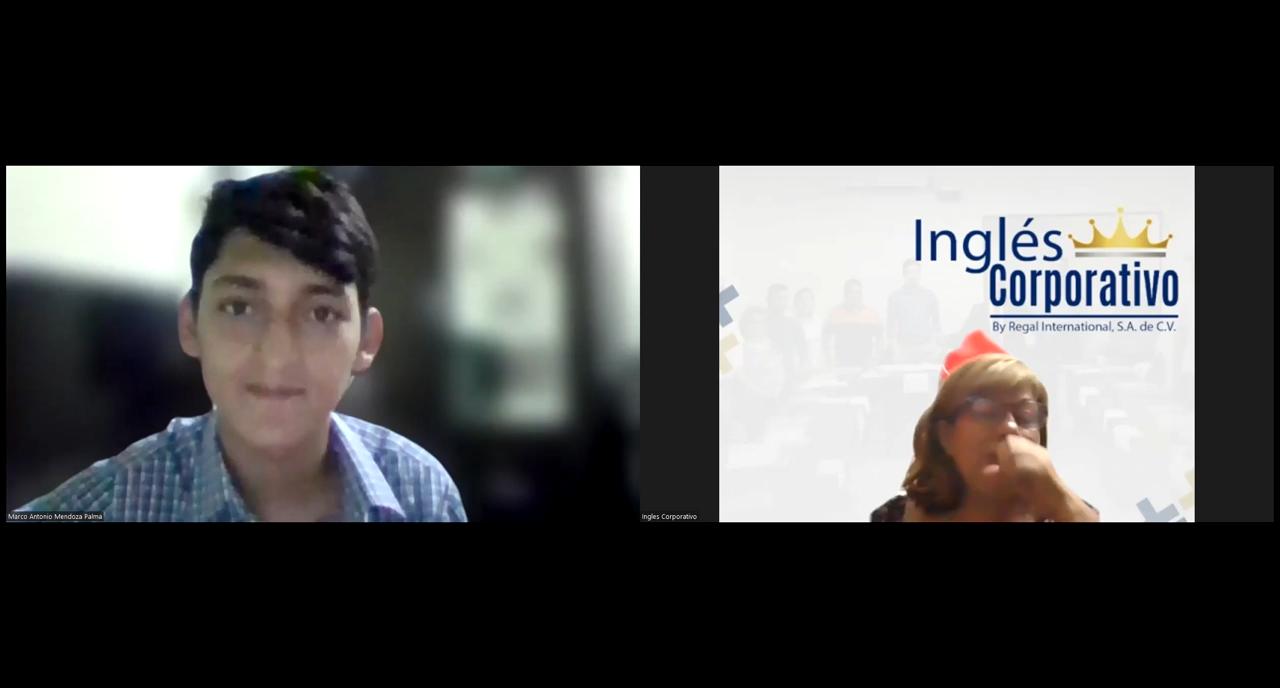 Inglés
Corporativo
By Regal International, S.A. de C.V.
Marco Antonio Mendoza Palma
Ingles Corporativo